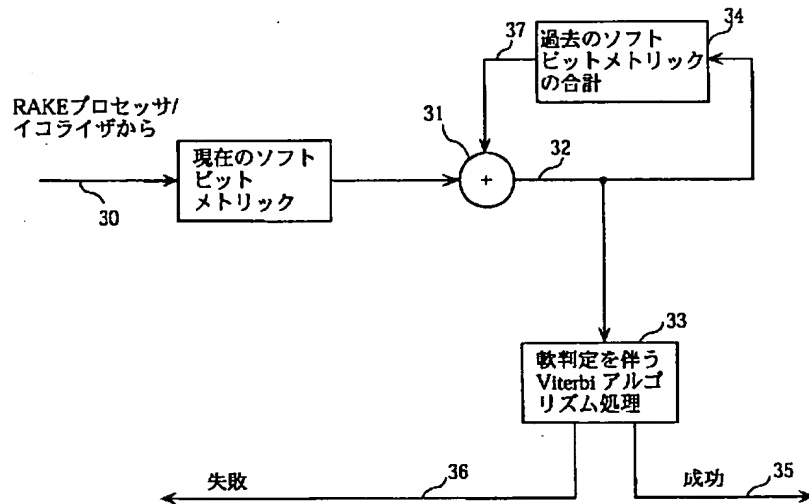 37
過去のソフト
ビットメトリック
の合計
34
RAKEプロセッサ/
イコライザから
30
現在のソフト
ビット
メトリック
31
+
32
33
軟判定を伴う
Viterbi アルゴ
リズム処理
失敗
36
成功
35